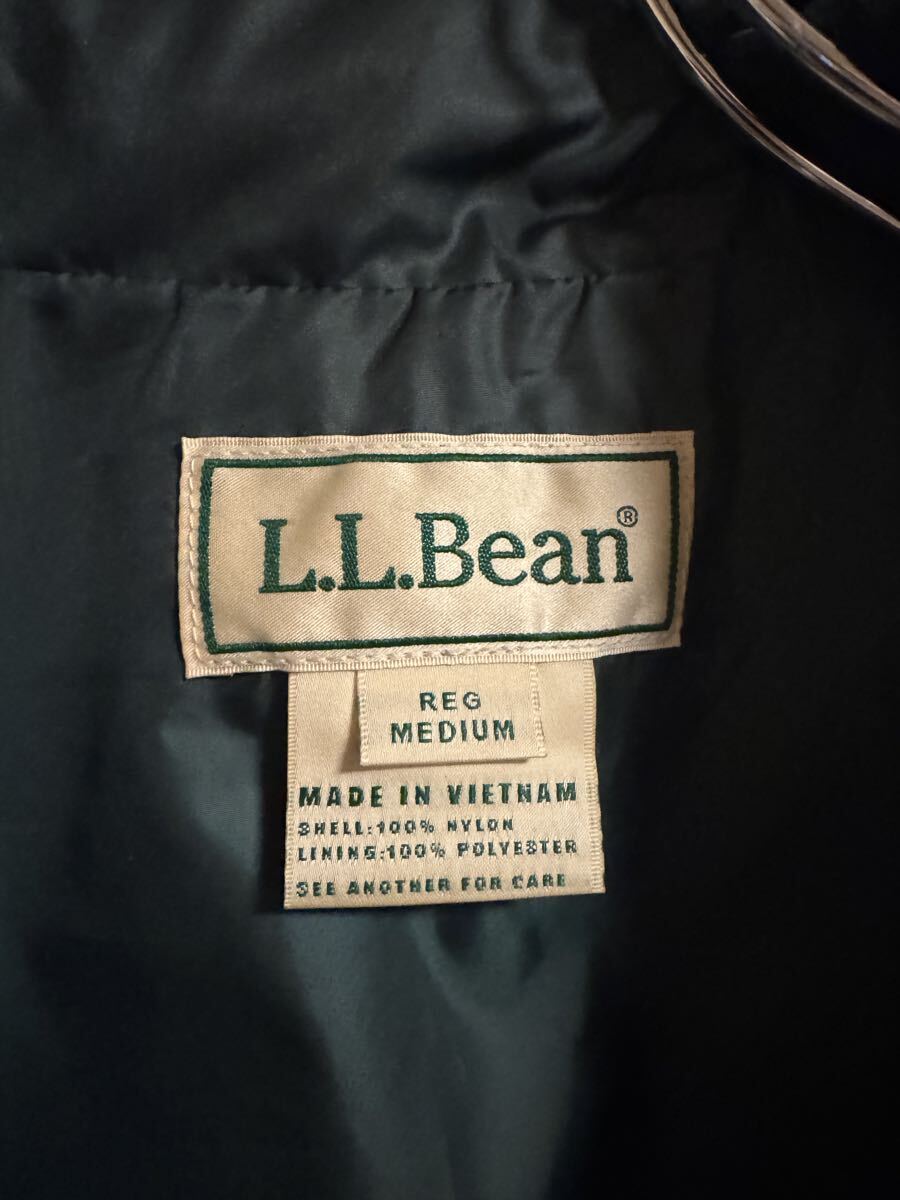 L.L.Bean®
REG
MEDIUM
MADE IN VIETNAM
SHELL:100% NYLON
LINING:100% POLYESTER
SEE ANOTHER FOR CARE